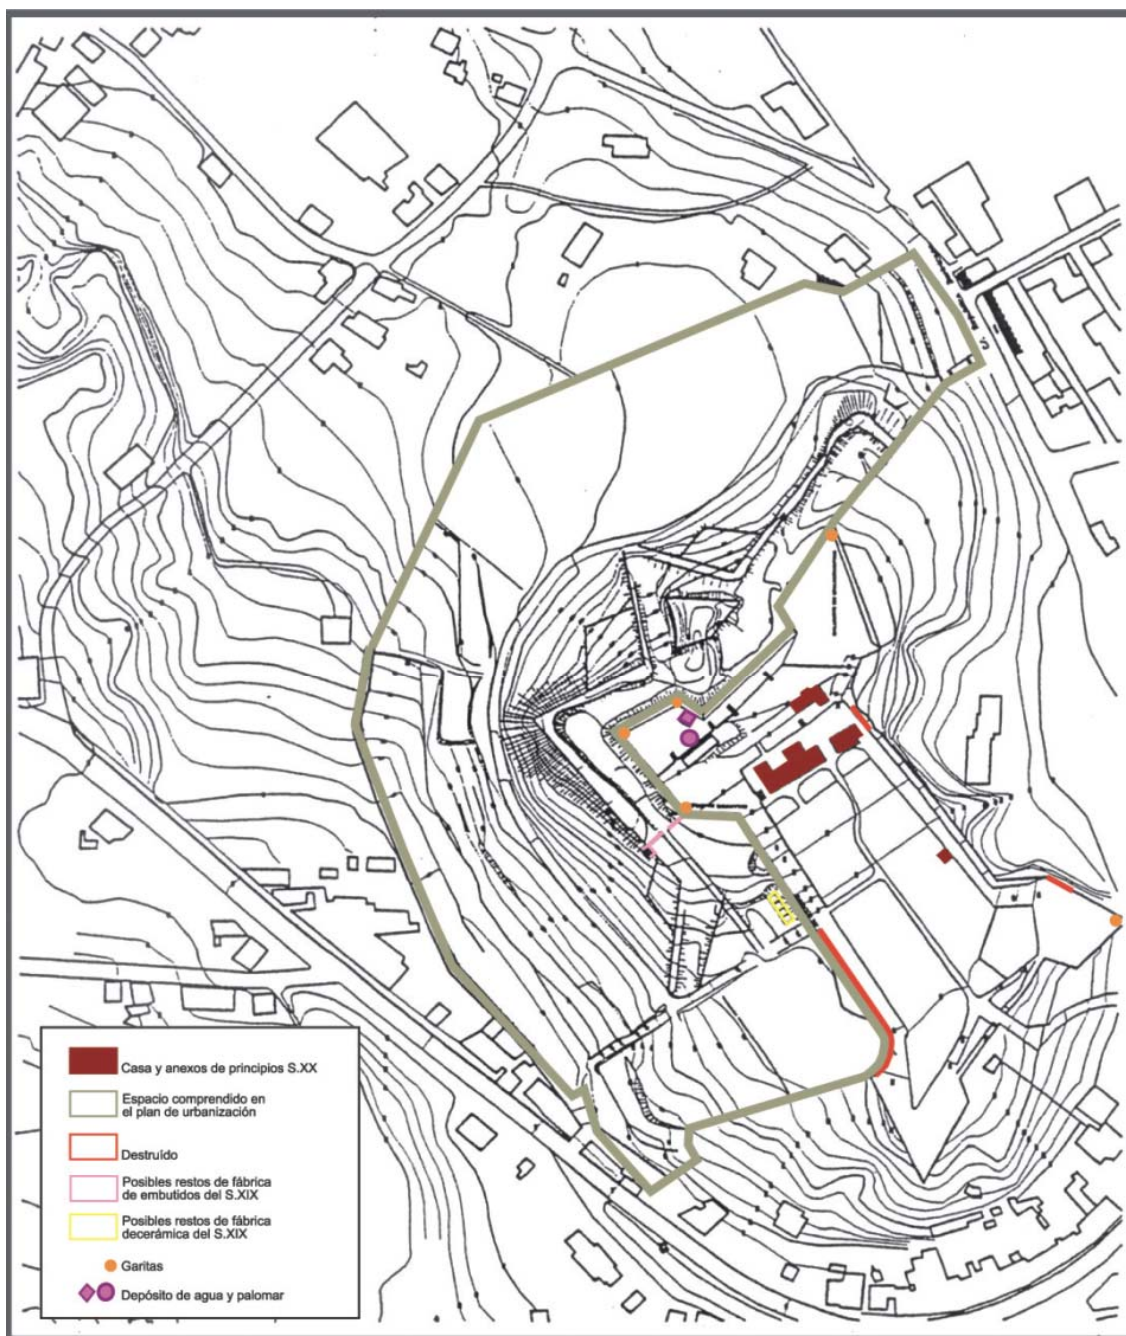 Casa y anexos de principios S.XX
Espacio comprendido en
el plan de urbanización
Destruído
Posibles restos de fábrica
de embutidos del S.XIX
Posibles restos de fábrica
decerámica del S.XIX
Garitas
Depósito de agua y palomar